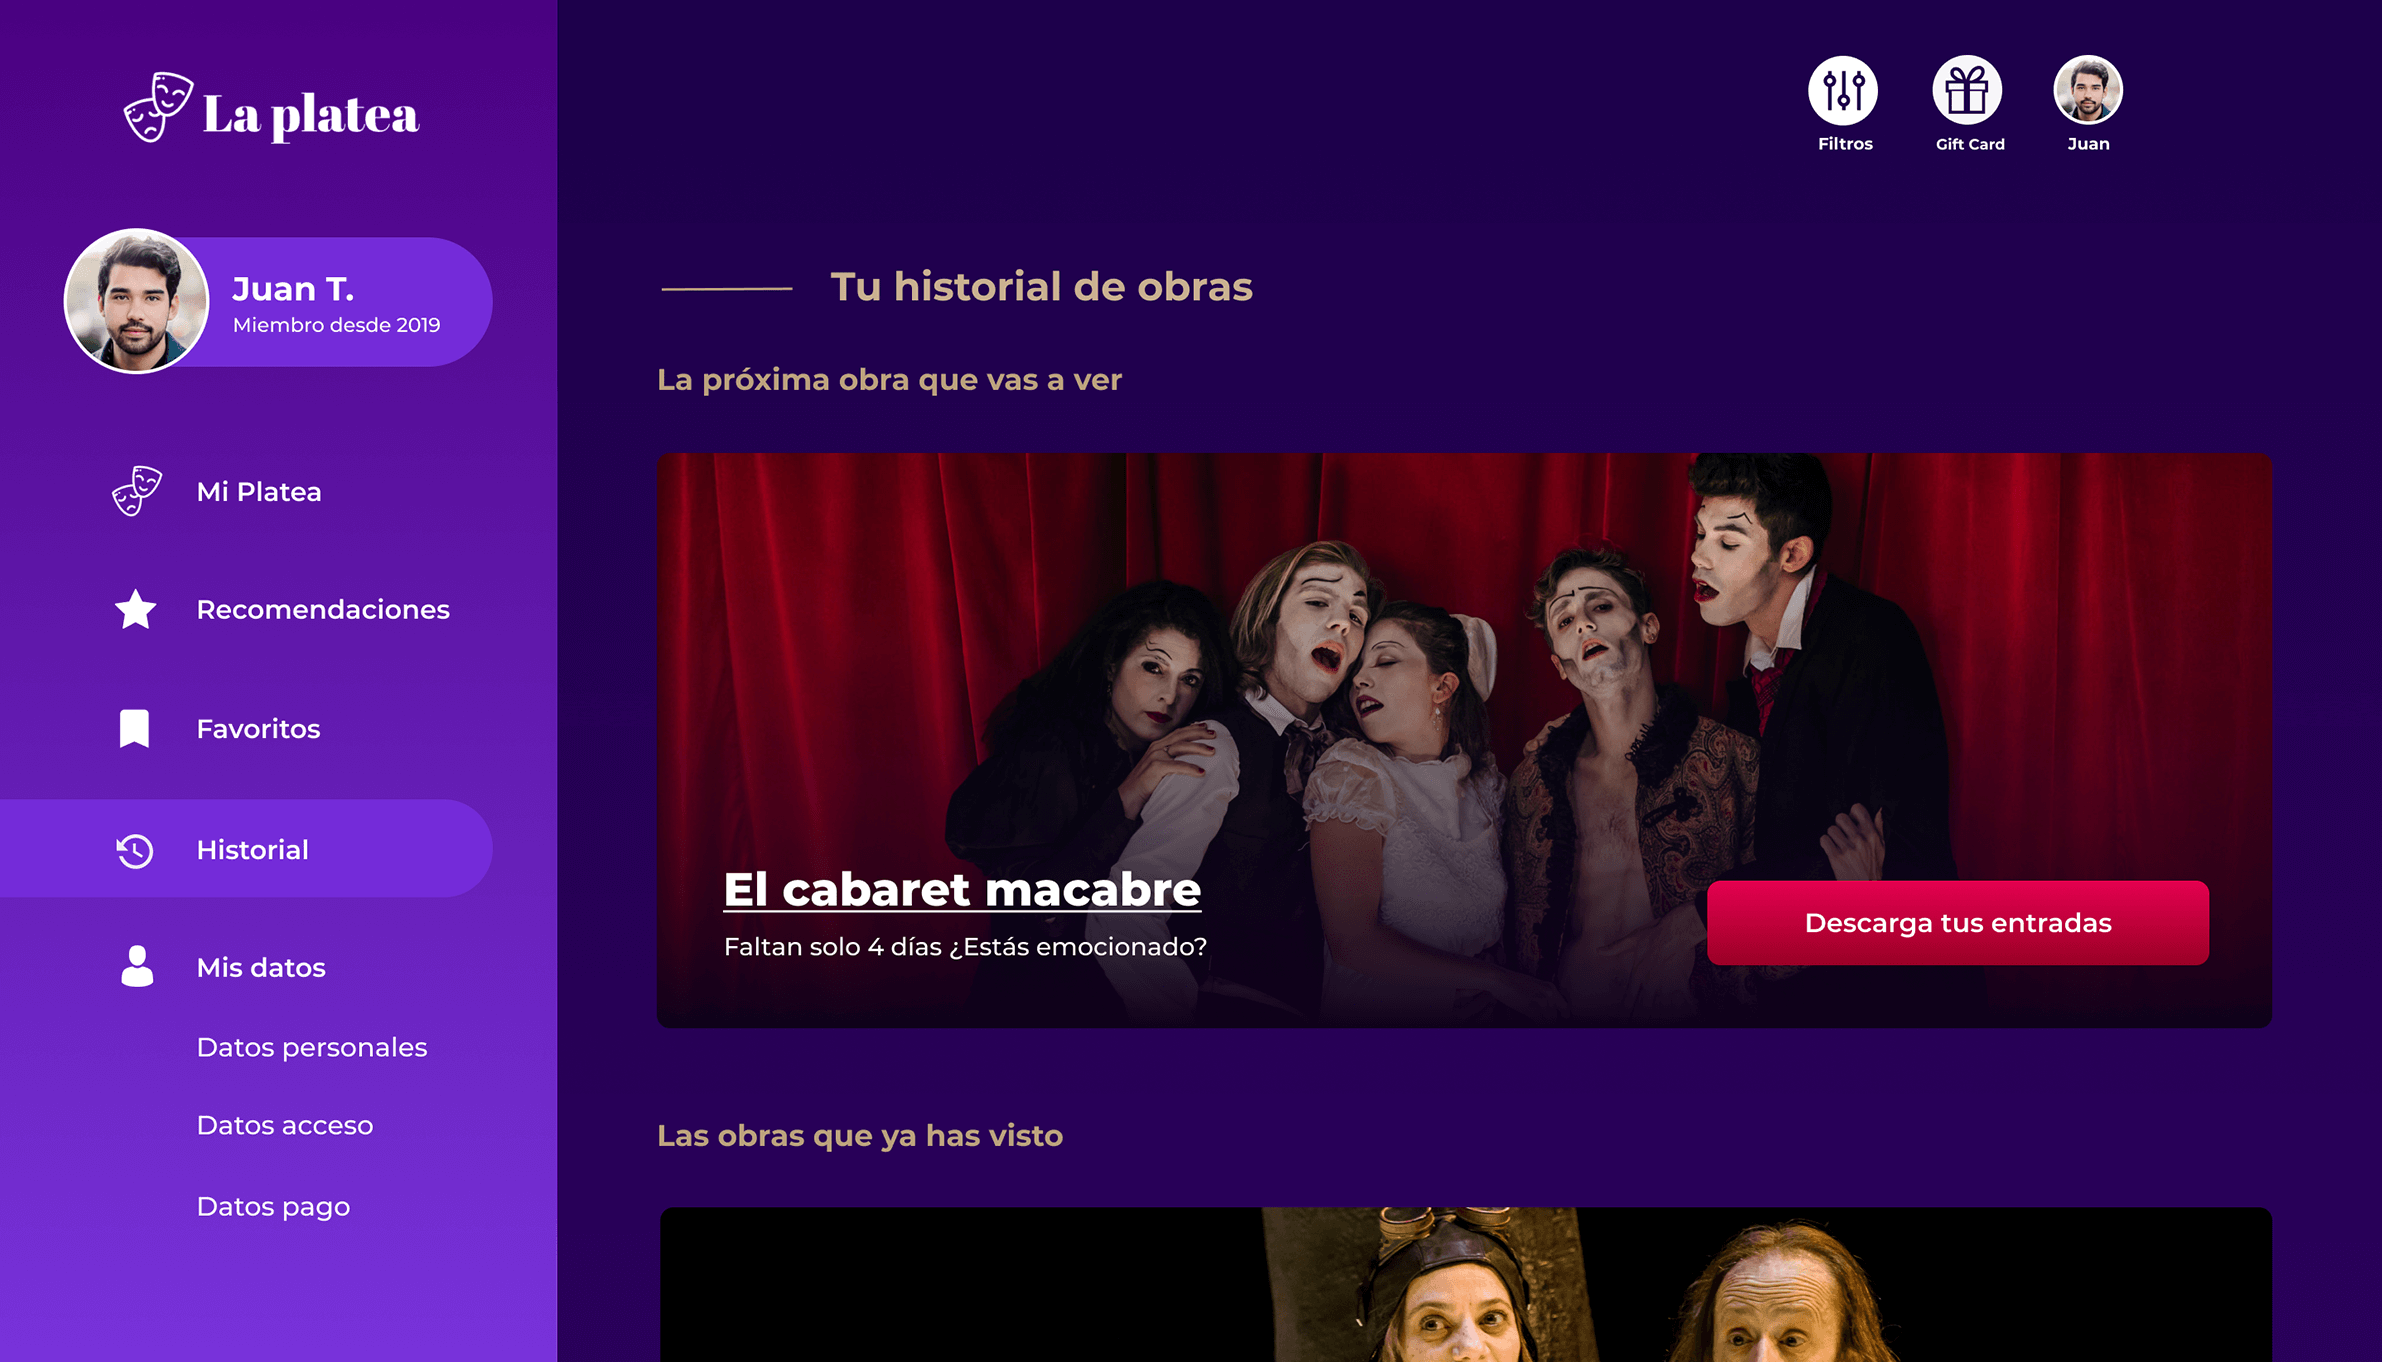 La platea
Filtros
Gift Card
Juan
Juan T.
Miembro desde 2019
Mi Platea
Recomendaciones
Favoritos
Historial
Mis datos
Datos personales
Datos acceso
Datos pago
Tu historial de obras
La próxima obra que vas a ver
El cabaret macabre
Faltan solo 4 días ¿Estás emocionado?
Descarga tus entradas
Las obras que ya has visto